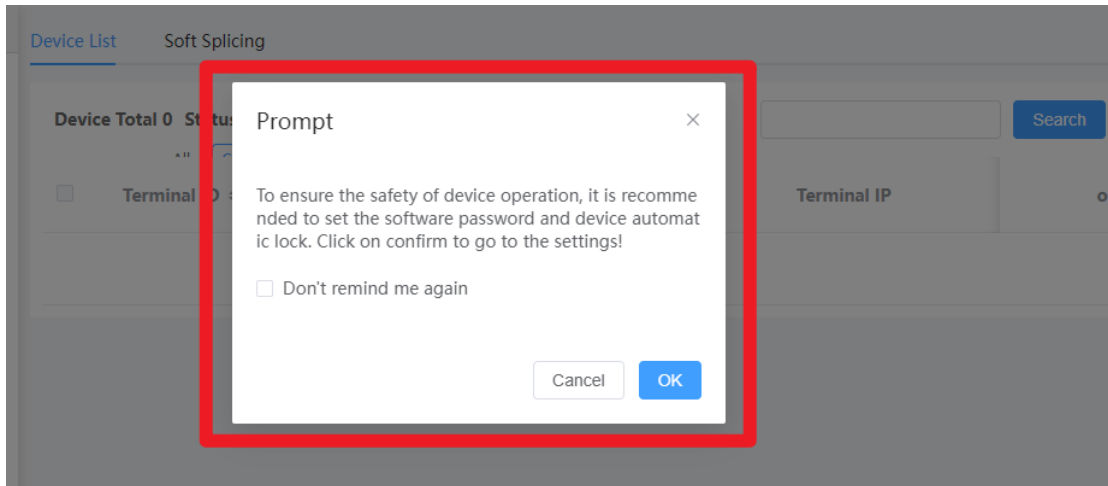 Device List Soft Splicing
Device Total 0
Prompt
Search
Terminal
Terminal IP
To ensure the safety of device operation, it is recomme
nded to set the software password and device automat
ic lock. Click on confirm to go to the settings!
Don't remind me again
Cancel OK